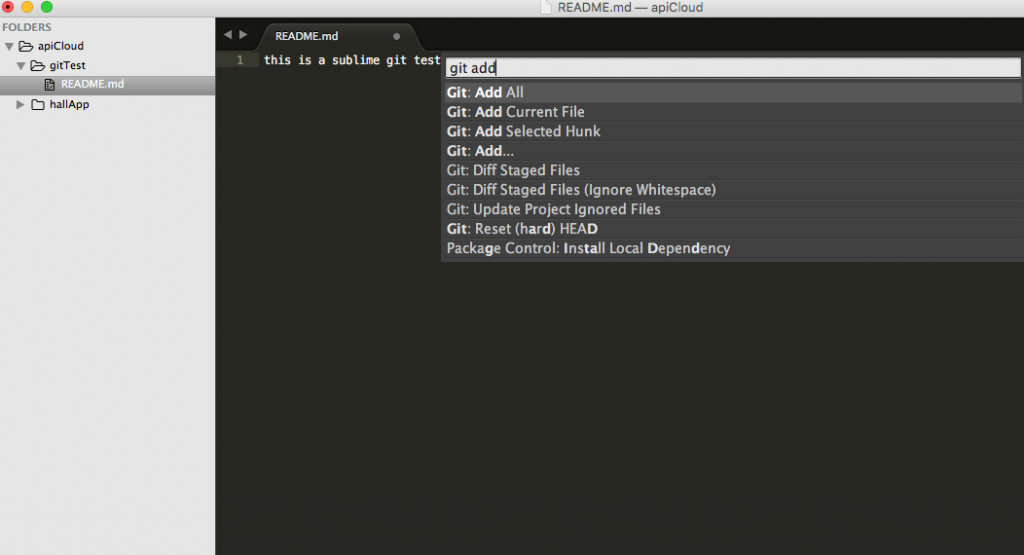 README.md — apiCloud
FOLDERS
apiCloud
gitTest
README.md
hallApp
README.md
1 this is a sublime git test
git add
Git: Add All
Git: Add Current File
Git: Add Selected Hunk
Git: Add...
Git: Diff Staged Files
Git: Diff Staged Files (Ignore Whitespace)
Git: Update Project Ignored Files
Git: Reset (hard) HEAD
Package Control: Install Local Dependency